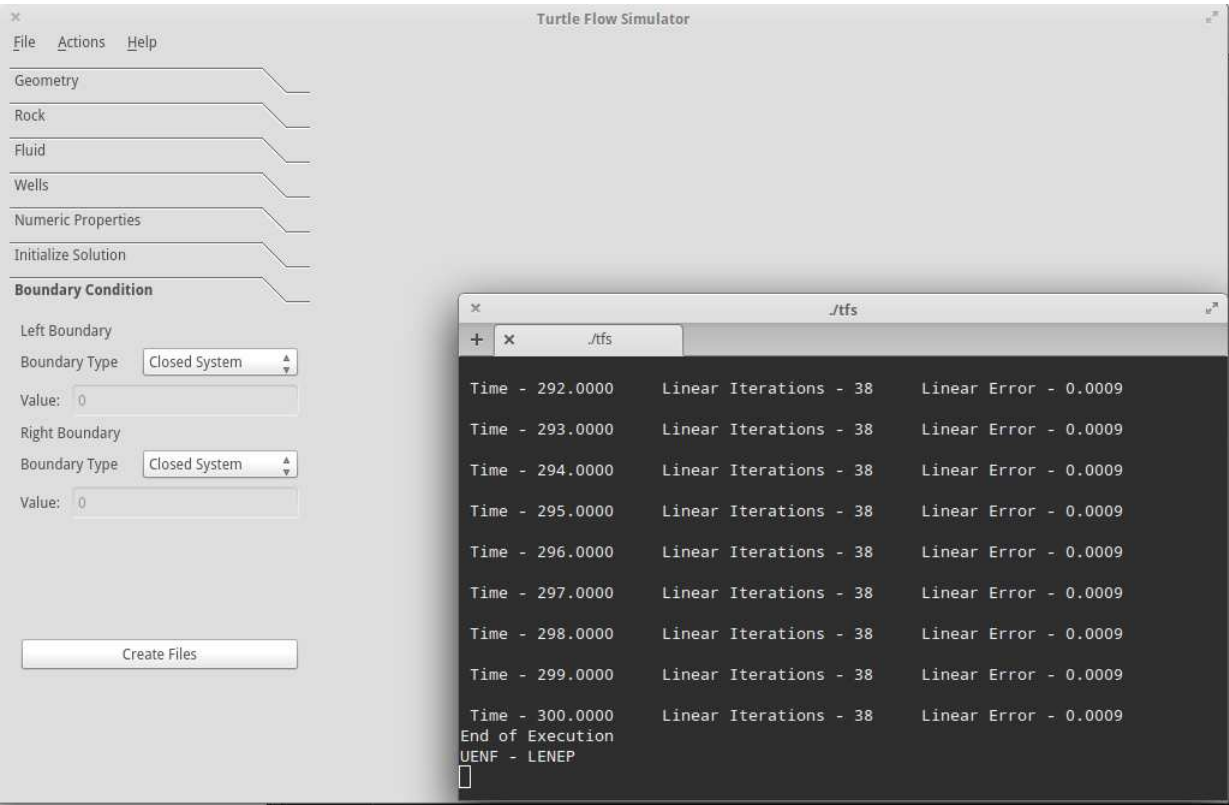 Turtle Flow Simulator
File Actions Help
Geometry
Rock
Fluid
Wells
Numeric Properties
Initialize Solution
Boundary Condition
Left Boundary
Boundary Type Closed System
Value: 0
Right Boundary
Boundary Type Closed System
Value: 0
Create Files
./tfs
+ × ./tfs
Time - 292.0000 Linear Iterations - 38 Linear Error - 0.0009
Time - 293.0000 Linear Iterations - 38 Linear Error - 0.0009
Time - 294.0000 Linear Iterations - 38 Linear Error - 0.0009
Time - 295.0000 Linear Iterations - 38 Linear Error - 0.0009
Time - 296.0000 Linear Iterations - 38 Linear Error - 0.0009
Time - 297.0000 Linear Iterations - 38 Linear Error - 0.0009
Time - 298.0000 Linear Iterations - 38 Linear Error - 0.0009
Time - 299.0000 Linear Iterations - 38 Linear Error - 0.0009
Time - 300.0000 Linear Iterations - 38 Linear Error - 0.0009
End of Execution
UENF - LENEP